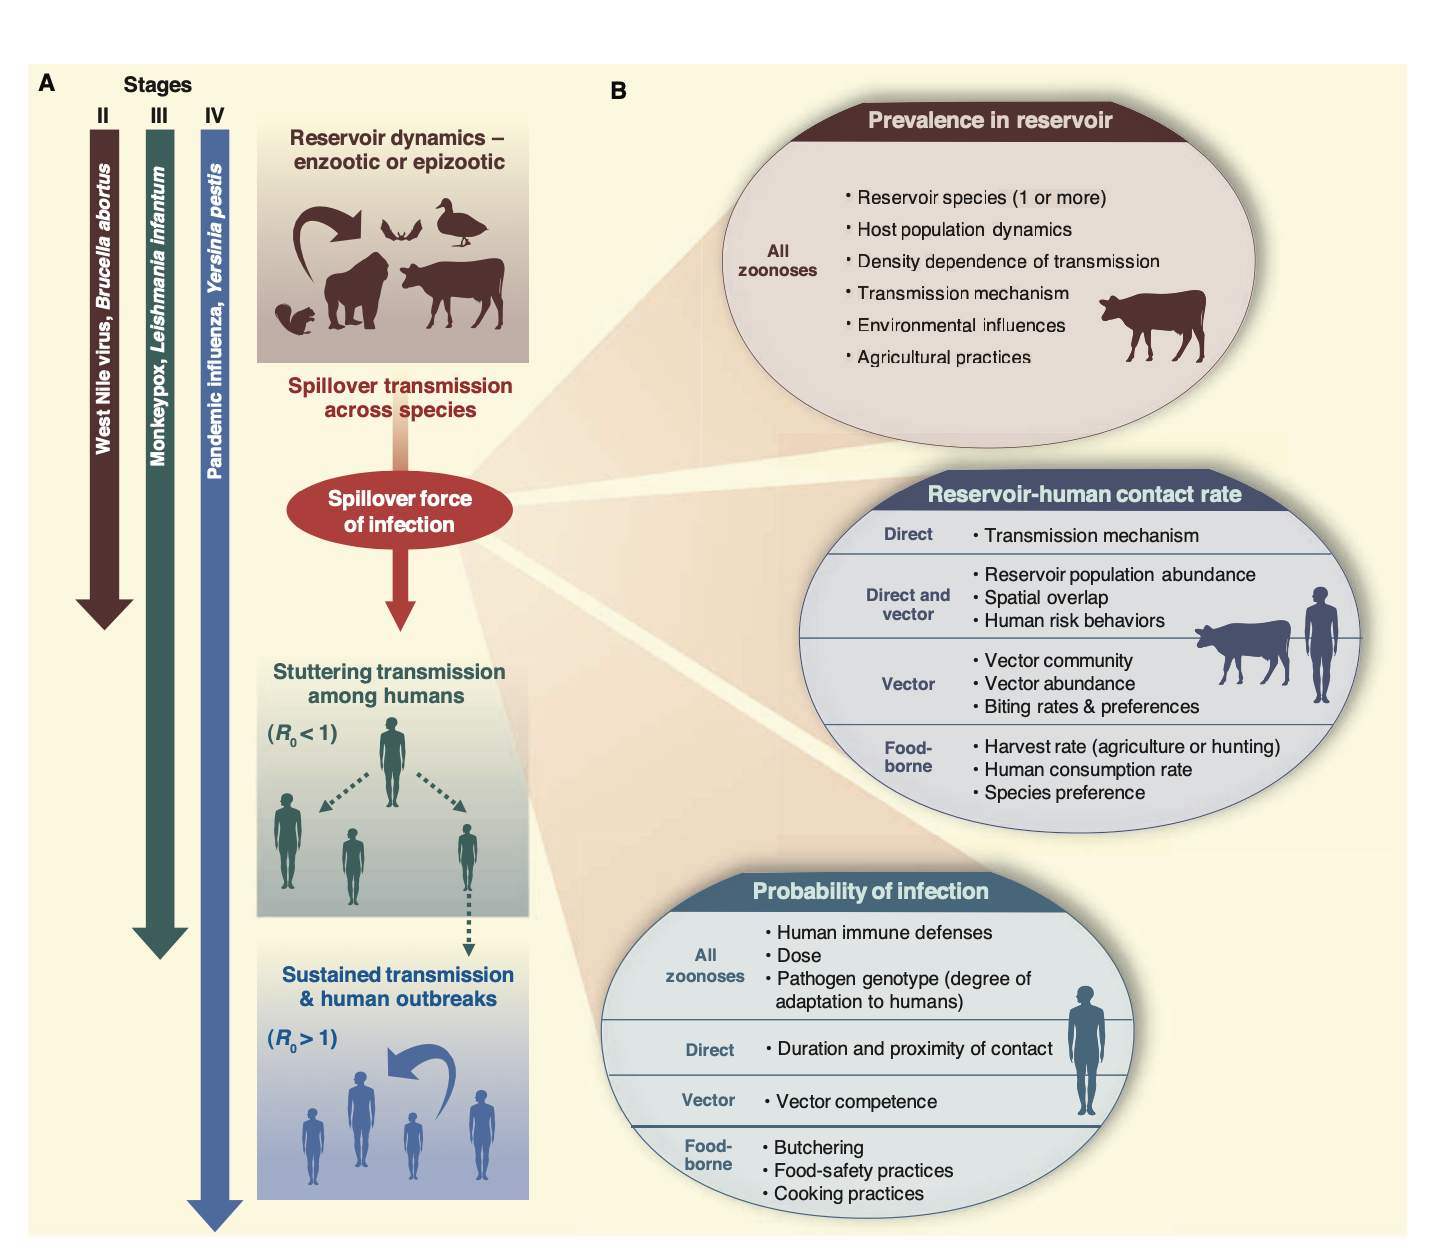 A
Stages
II
III
IV
West Nile virus, Brucella abortus
Monkeypox, Leishmania infantum
Pandemic influenza, Yersinia pestis
Reservoir dynamics –
enzootic or epizootic
Spillover transmission
across species
Spillover force
of infection
Stuttering transmission
among humans
(R0 < 1)
Sustained transmission
& human outbreaks
(R0 > 1)
B
Prevalence in reservoir
All
zoonoses
• Reservoir species (1 or more)
• Host population dynamics
• Density dependence of transmission
• Transmission mechanism
• Environmental influences
• Agricultural practices
Reservoir-human contact rate
Direct
• Transmission mechanism
Direct and
vector
• Reservoir population abundance
• Spatial overlap
• Human risk behaviors
Vector
• Vector community
• Vector abundance
• Biting rates & preferences
Food-
borne
• Harvest rate (agriculture or hunting)
• Human consumption rate
• Species preference
Probability of infection
All
zoonoses
• Human immune defenses
• Dose
• Pathogen genotype (degree of
adaptation to humans)
Direct
• Duration and proximity of contact
Vector
• Vector competence
Food-
borne
• Butchering
• Food-safety practices
• Cooking practices